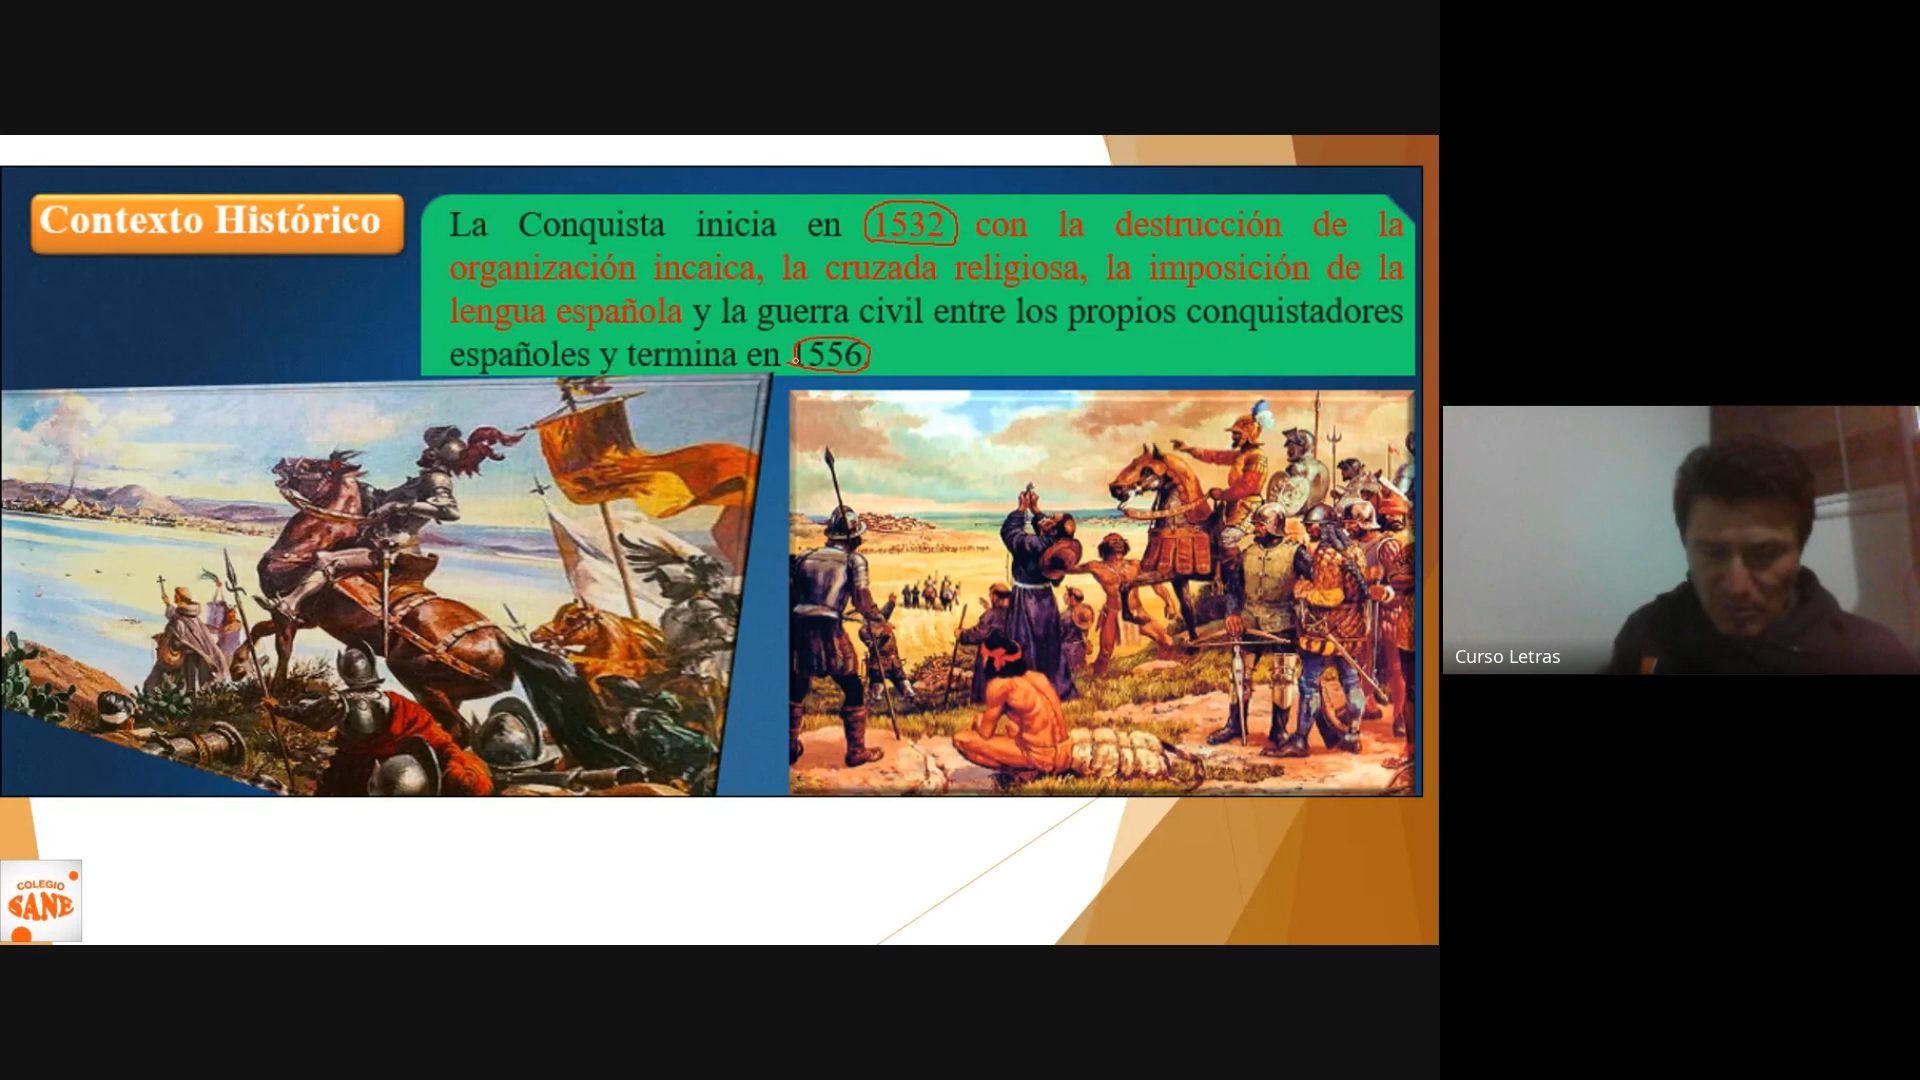 Contexto Histórico
La Conquista inicia en 1532 con la destrucción de la
organización incaica, la cruzada religiosa, la imposición de la
lengua española y la guerra civil entre los propios conquistadores
españoles y termina en 1556
Curso Letras
COLEGIO
SANE